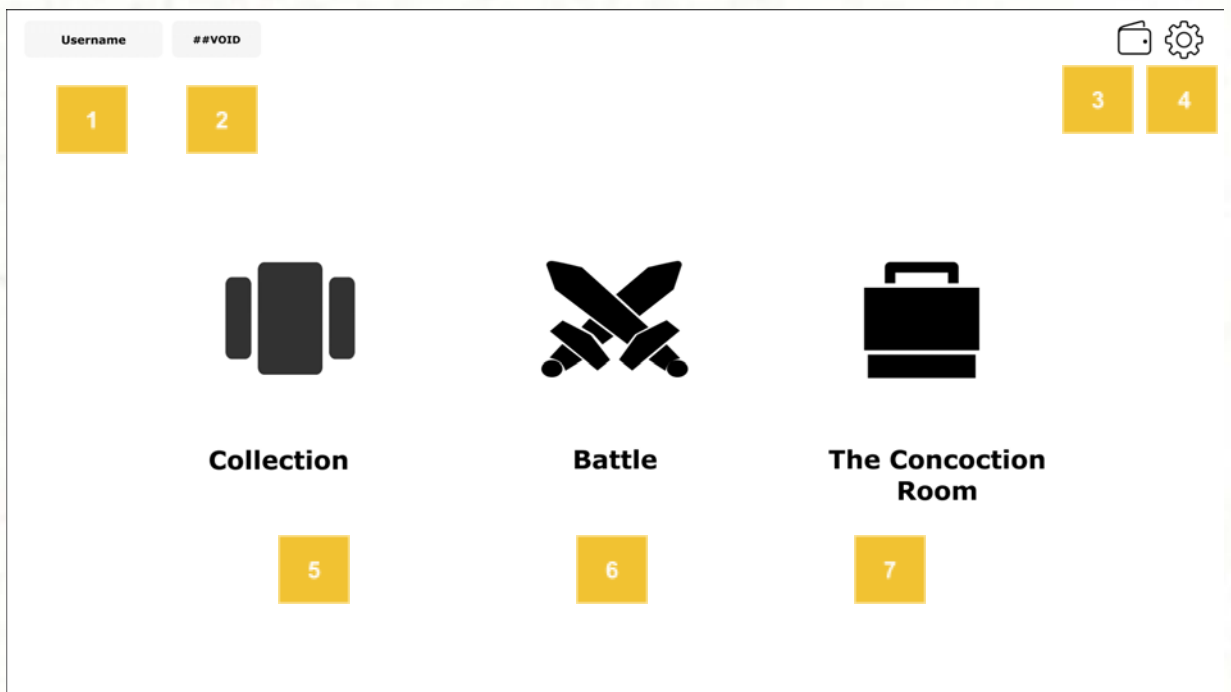 Username
##VOID
1
2
3
4
Collection
Battle
The Concoction
Room
5
6
7